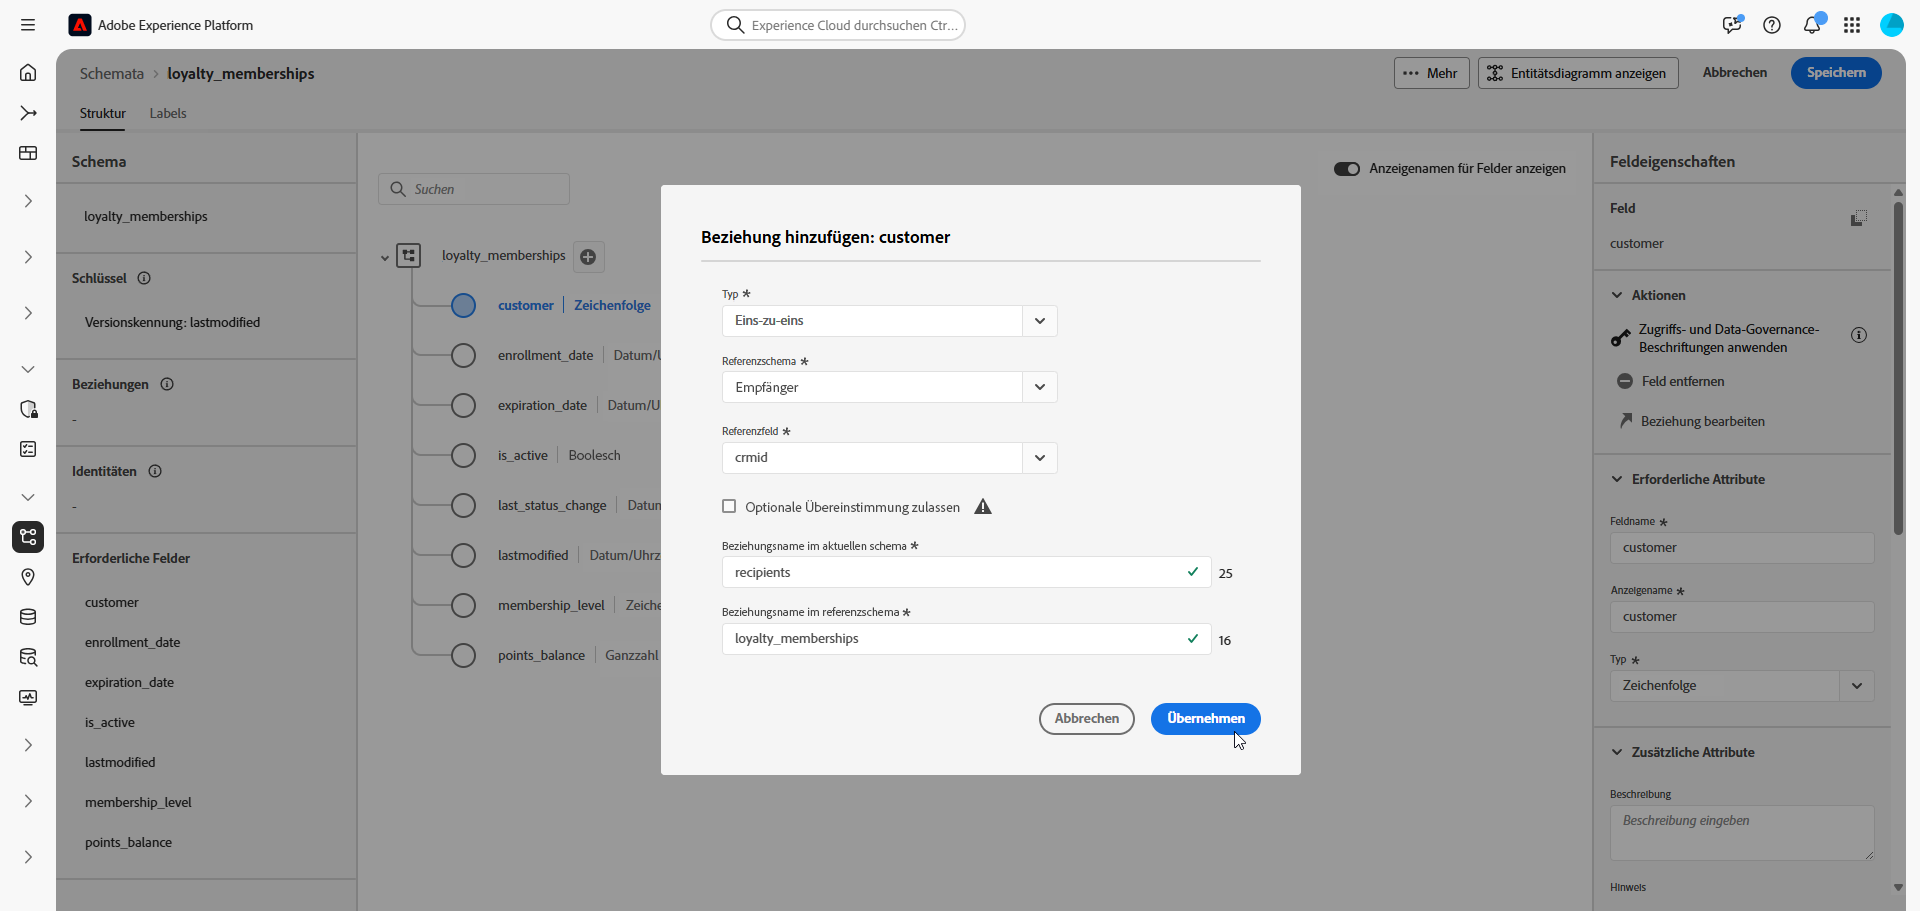 Adobe Experience Platform
Experience Cloud durchsuchen Ctr...
Schemata > loyalty_memberships
Mehr
Entitätsdiagramm anzeigen
Abbrechen
Speichern
Struktur
Labels
Schema
loyalty_memberships
Schlüssel
Versionskennung: lastmodified
Beziehungen
-
Identitäten
-
Erforderliche Felder
customer
enrollment_date
expiration_date
is_active
lastmodified
membership_level
points_balance
Suchen
Anzeigenamen für Felder anzeigen
loyalty_memberships
customer | Zeichenfolge
enrollment_date | Datum/U
expiration_date | Datum/U
is_active | Boolesch
last_status_change | Datun
lastmodified | Datum/Uhrz
membership_level | Zeiche
points_balance | Ganzzahl
Beziehung hinzufügen: customer
Typ *
Eins-zu-eins
Referenzschema *
Empfänger
Referenzfeld *
crmid
Optionale Übereinstimmung zulassen
Beziehungsname im aktuellen schema *
recipients
25
Beziehungsname im referenzschema *
loyalty_memberships
16
Abbrechen
Übernehmen
Feldeigenschaften
Feld
customer
Aktionen
Zugriffs- und Data-Governance-
Beschriftungen anwenden
Feld entfernen
Beziehung bearbeiten
Erforderliche Attribute
Feldname *
customer
Anzeigename *
customer
Typ *
Zeichenfolge
Zusätzliche Attribute
Beschreibung
Beschreibung eingeben
Hinweis